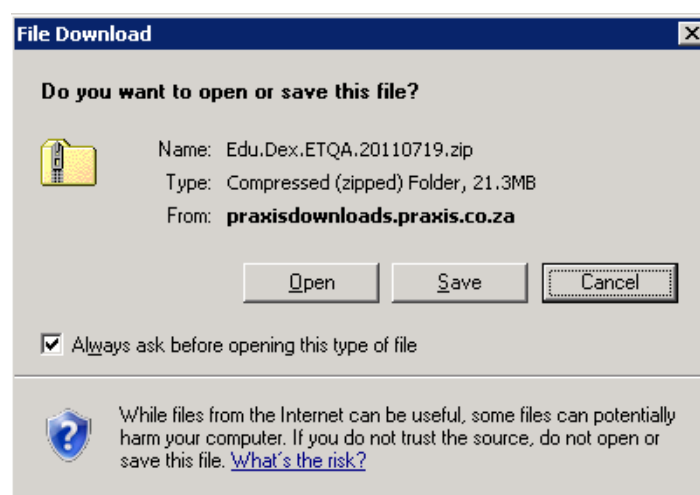 File Download
Do you want to open or save this file?
Name: Edu.Dex.ETQA.20110719.zip
Type: Compressed (zipped) Folder, 21.3MB
From: praxisdownloads.praxis.co.za
Open Save Cancel
Always ask before opening this type of file
While files from the Internet can be useful, some files can potentially
harm your computer. If you do not trust the source, do not open or
save this file. What's the risk?